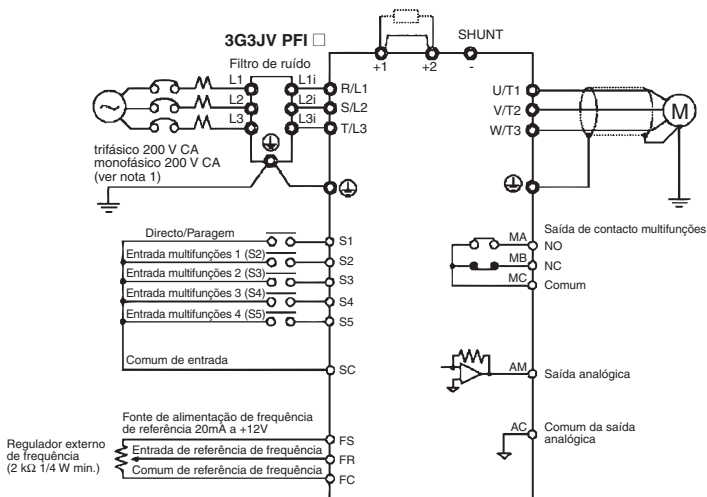 3G3JV PFI □
SHUNT
+1
+2
-
Filtro de ruído
L1
L1i
R/L1
L2
L2i
S/L2
L3
L3i
T/L3
U/T1
V/T2
W/T3
M
trifásico 200 V CA
monofásico 200 V CA
(ver nota 1)
Directo/Paragem
S1
Entrada multifunções 1 (S2)
S2
Entrada multifunções 2 (S3)
S3
Entrada multifunções 3 (S4)
S4
Entrada multifunções 4 (S5)
S5
Comum de entrada
SC
Saída de contacto multifunções
MA
NO
MB
NC
MC
Comum
AM
Saída analógica
AC
Comum da saída
analógica
Fonte de alimentação de frequência
de referência 20mA a +12V
FS
Regulador externo
de frequência
(2 kΩ 1/4 W min.)
Entrada de referência de frequência
FR
Comum de referência de frequência
FC